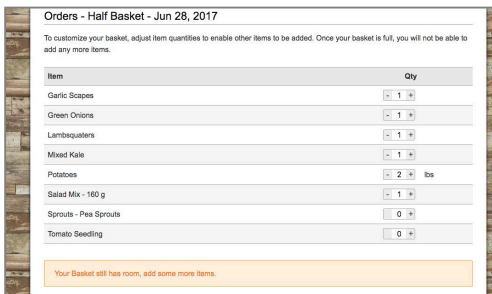 Orders - Half Basket - Jun 28, 2017
To customize your basket, adjust item quantities to enable other items to be added. Once your basket is full, you will not be able to
add any more items.
Item Qty
Garlic Scapes - 1 +
Green Onions - 1 +
Lambsquaters - 1 +
Mixed Kale - 1 +
Potatoes - 2 + lbs
Salad Mix - 160 g - 1 +
Sprouts - Pea Sprouts 0 +
Tomato Seedling 0 +
Your Basket still has room, add some more items.